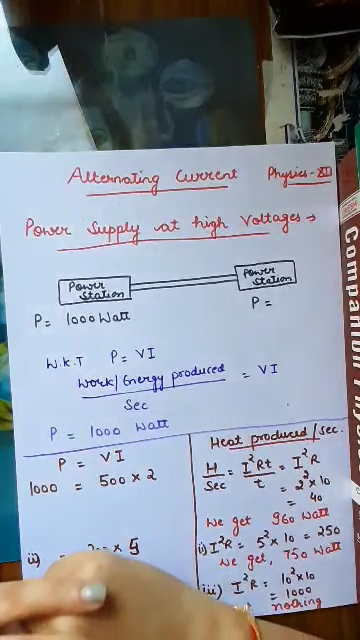 Alternating Current Physics-XII
Power Supply at high Voltages →
Power Station
Power Station
P = 1000 Watt
P =
W.K.T P = VI
Work/Energy produced / Sec = VI
P = 1000 Watt
P = VI
1000 = 500 × 2
ii) × 5
Heat produced/sec.
H/Sec = I²Rt/t = I²R
= 2² × 10
= 40
We get 960 Watt
ii) I²R = 5² × 10 = 250
We get, 750 Watt
iii) I²R = 10² × 10
= 1000
nothing
Companion